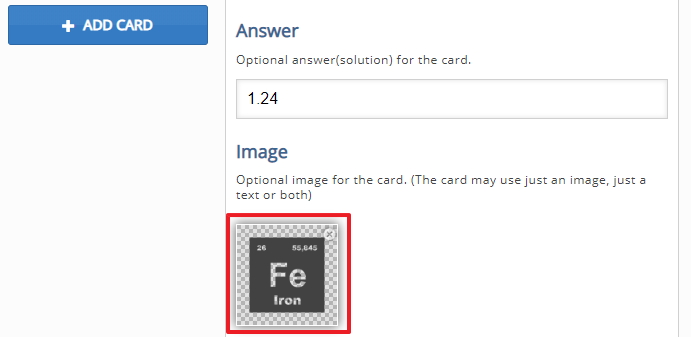 + ADD CARD
Answer
Optional answer(solution) for the card.
1.24
Image
Optional image for the card. (The card may use just an image, just a
text or both)
26 55,845
Fe
Iron